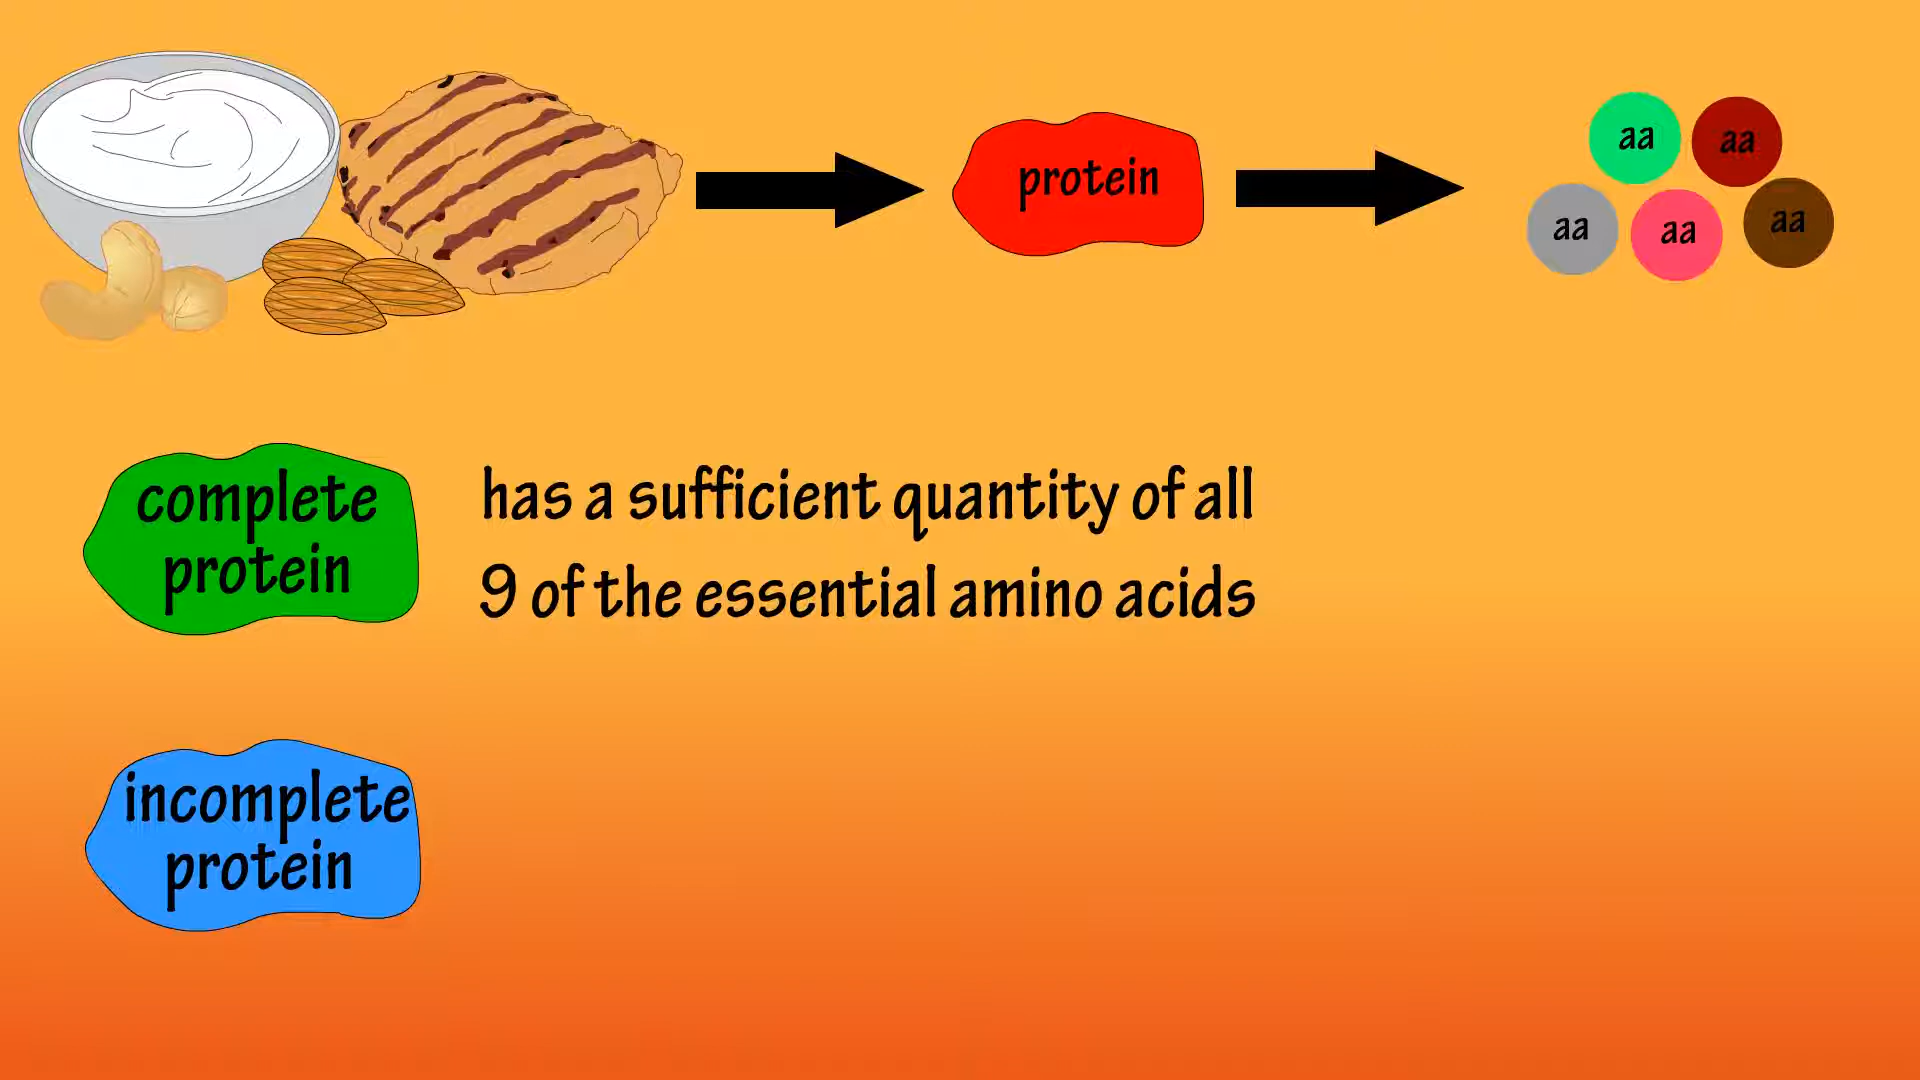 protein
aa
aa
aa
aa
aa
complete
protein
has a sufficient quantity of all
9 of the essential amino acids
incomplete
protein